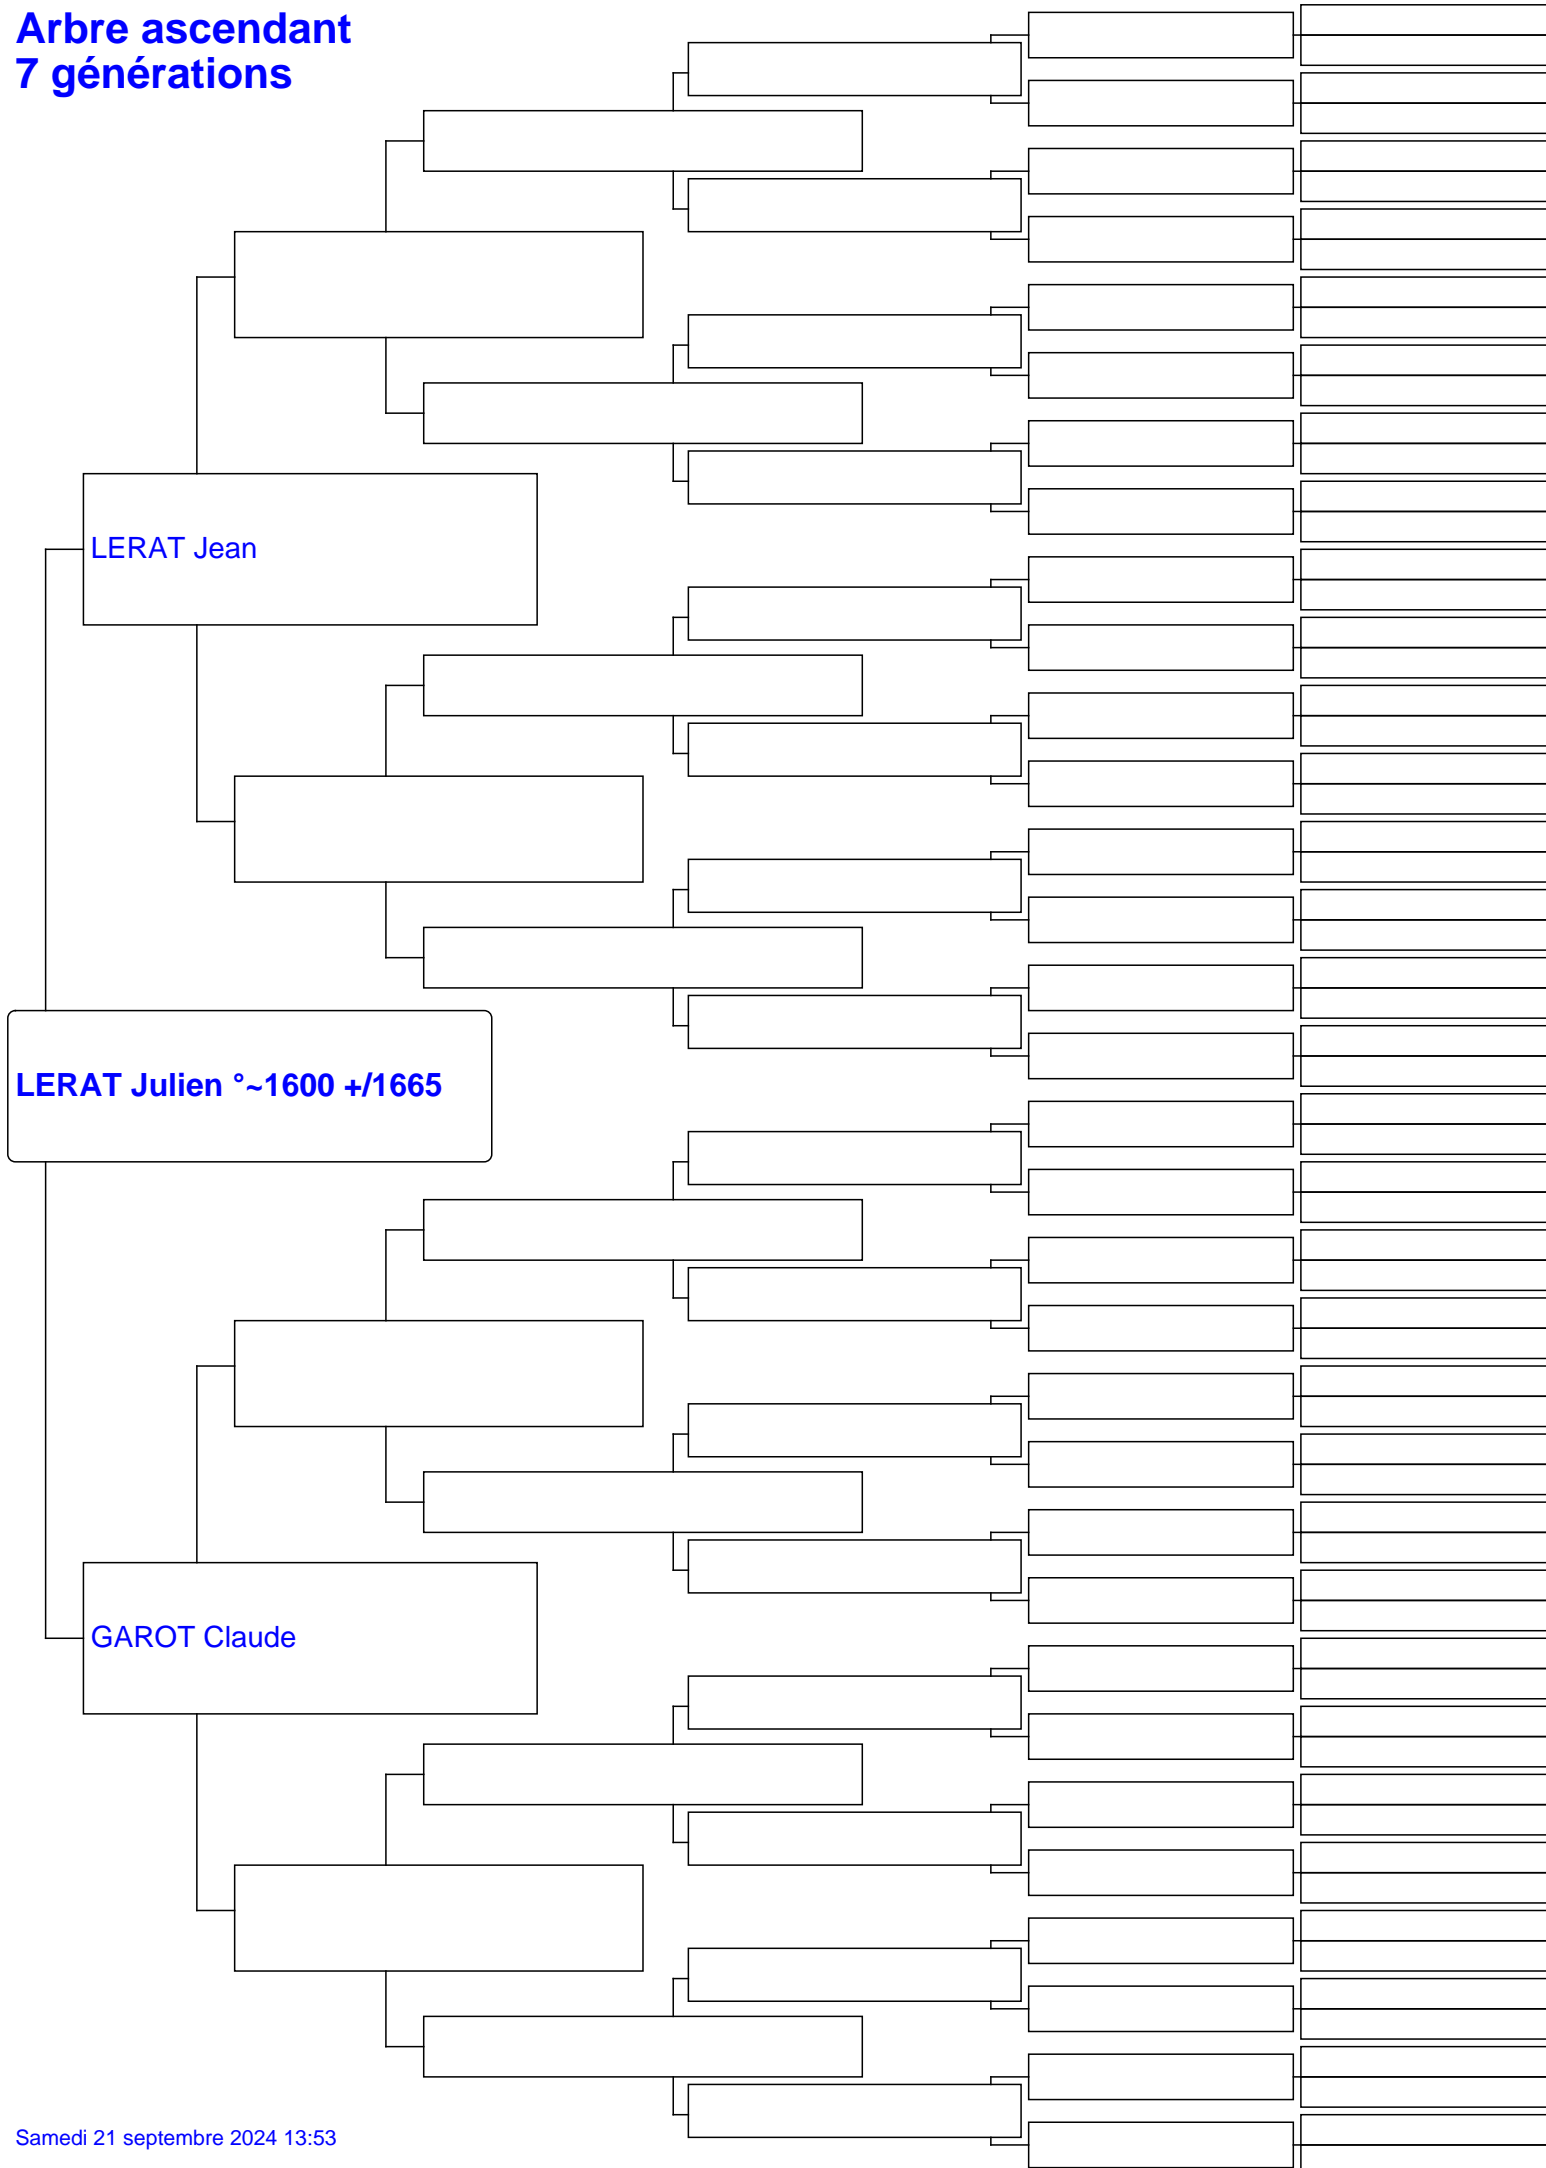 Arbre ascendant
7 générations
LERAT Jean
LERAT Julien °~1600 +/1665
GAROT Claude
Samedi 21 septembre 2024 13:53